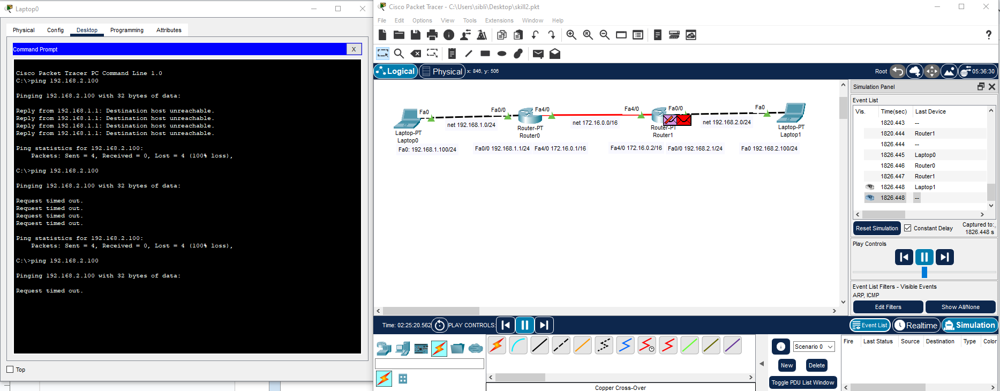 Laptop0
Physical Config Desktop Programming Attributes
Command Prompt
X
Cisco Packet Tracer PC Command Line 1.0
C:\>ping 192.168.2.100
Pinging 192.168.2.100 with 32 bytes of data:
Reply from 192.168.1.1: Destination host unreachable.
Reply from 192.168.1.1: Destination host unreachable.
Reply from 192.168.1.1: Destination host unreachable.
Reply from 192.168.1.1: Destination host unreachable.
Ping statistics for 192.168.2.100:
Packets: Sent = 4, Received = 0, Lost = 4 (100% loss),
C:\>ping 192.168.2.100
Pinging 192.168.2.100 with 32 bytes of data:
Request timed out.
Request timed out.
Request timed out.
Request timed out.
Ping statistics for 192.168.2.100:
Packets: Sent = 4, Received = 0, Lost = 4 (100% loss),
C:\>ping 192.168.2.100
Pinging 192.168.2.100 with 32 bytes of data:
Request timed out.
Top
Cisco Packet Tracer - C:\Users\sibli\Desktop\skill2.pkt
File Edit Options View Tools Extensions Window Help
?
Logical Physical x: 846, y: 506
Root 05:36:30
Fa0 Fa0/0 Fa4/0 Fa4/0 Fa0/0 Fa0
net 192.168.1.0/24 net 172.16.0.0/16 net 192.168.2.0/24
Laptop-PT Router-PT Router-PT Laptop-PT
Laptop0 Router0 Router1 Laptop1
Fa0: 192.168.1.100/24 Fa0/0 192.168.1.1/24 Fa4/0 172.16.0.1/16 Fa4/0 172.16.0.2/16 Fa0/0 192.168.2.1/24 Fa0 192.168.2.100/24
Simulation Panel
Event List
Vis. Time(sec) Last Device
1820.443 --
1820.444 Router1
1826.444 --
1826.445 Laptop0
1826.446 Router0
1826.447 Router1
1826.448 Laptop1
1826.448 --
Reset Simulation Constant Delay Captured to:
1826.448 s
Play Controls
Event List Filters - Visible Events
ARP, ICMP
Edit Filters Show All/None
Time: 02:25:20.562 PLAY CONTROLS:
Event List Realtime Simulation
Scenario 0
New Delete
Toggle PDU List Window
Fire Last Status Source Destination Type Color
Copper Cross-Over